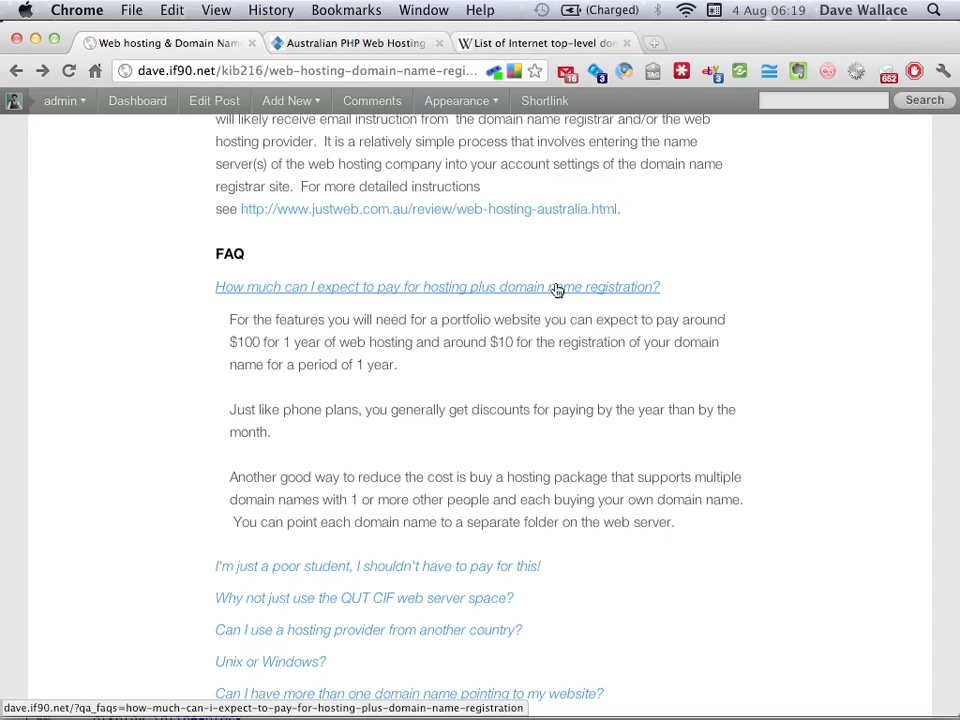 Chrome File Edit View History Bookmarks Window Help (Charged) 4 Aug 06:19 Dave Wallace
Web hosting & Domain Nam Australian PHP Web Hosting W List of Internet top-level dom
dave.if90.net/kib216/web-hosting-domain-name-regi... 16 3 3 652
admin Dashboard Edit Post Add New Comments Appearance Shortlink Search
will likely receive email instruction from the domain name registrar and/or the web
hosting provider. It is a relatively simple process that involves entering the name
server(s) of the web hosting company into your account settings of the domain name
registrar site. For more detailed instructions
see http://www.justweb.com.au/review/web-hosting-australia.html.
FAQ
How much can I expect to pay for hosting plus domain name registration?
For the features you will need for a portfolio website you can expect to pay around
$100 for 1 year of web hosting and around $10 for the registration of your domain
name for a period of 1 year.
Just like phone plans, you generally get discounts for paying by the year than by the
month.
Another good way to reduce the cost is buy a hosting package that supports multiple
domain names with 1 or more other people and each buying your own domain name.
You can point each domain name to a separate folder on the web server.
I'm just a poor student, I shouldn't have to pay for this!
Why not just use the QUT CIF web server space?
Can I use a hosting provider from another country?
Unix or Windows?
Can I have more than one domain name pointing to my website?
dave.if90.net/?qa_faqs=how-much-can-i-expect-to-pay-for-hosting-plus-domain-name-registration